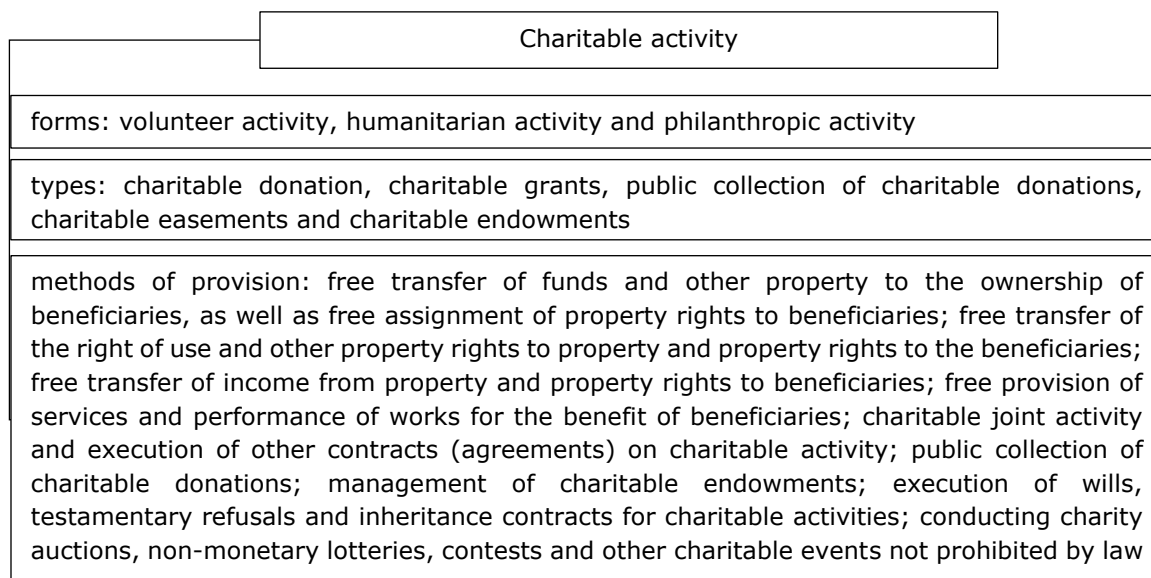 Charitable activity
forms: volunteer activity, humanitarian activity and philanthropic activity
types: charitable donation, charitable grants, public collection of charitable donations,
charitable easements and charitable endowments
methods of provision: free transfer of funds and other property to the ownership of
beneficiaries, as well as free assignment of property rights to beneficiaries; free transfer of
the right of use and other property rights to property and property rights to the beneficiaries;
free transfer of income from property and property rights to beneficiaries; free provision of
services and performance of works for the benefit of beneficiaries; charitable joint activity
and execution of other contracts (agreements) on charitable activity; public collection of
charitable donations; management of charitable endowments; execution of wills,
testamentary refusals and inheritance contracts for charitable activities; conducting charity
auctions, non-monetary lotteries, contests and other charitable events not prohibited by law